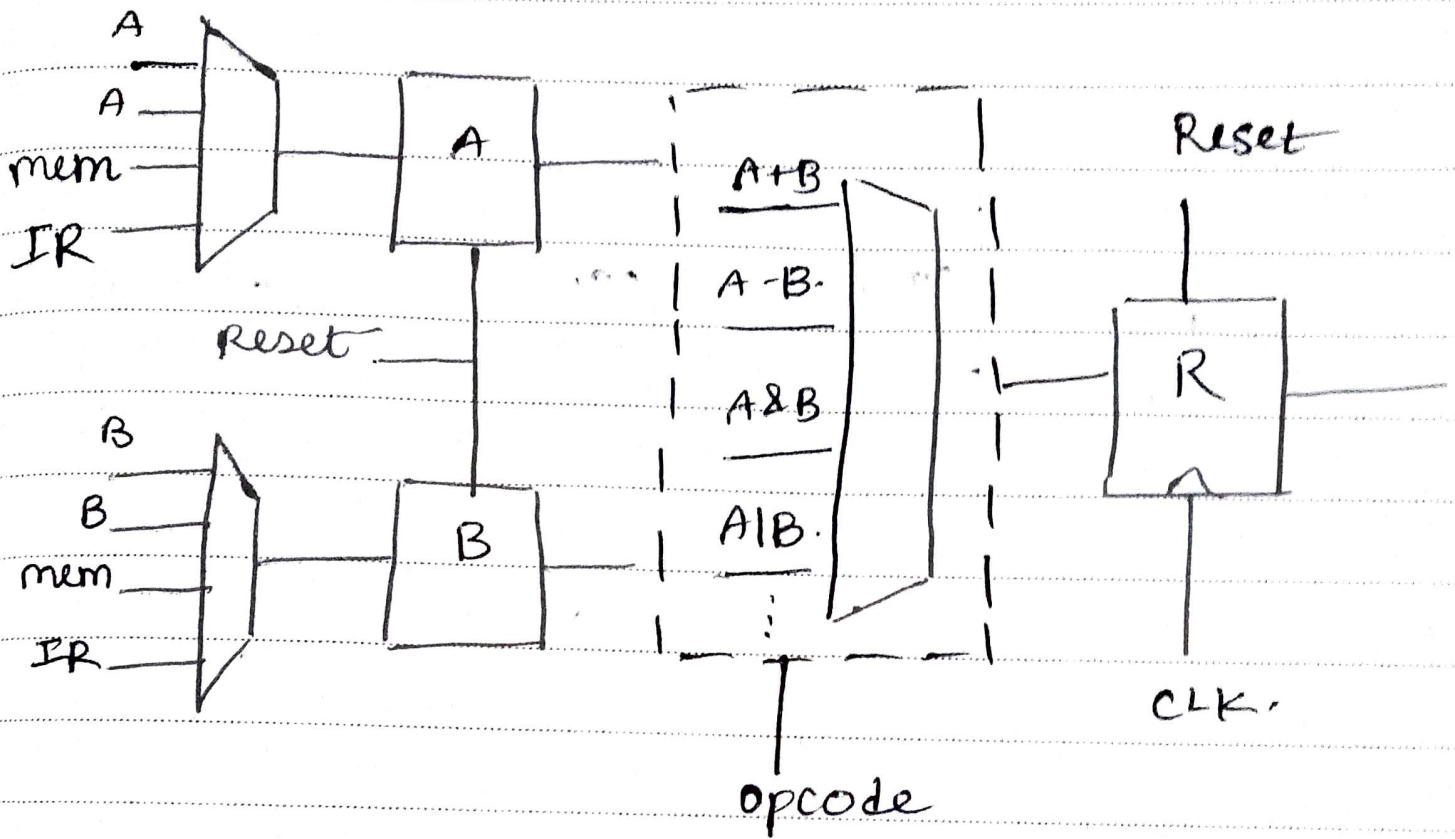 A
A
mem
IR
A
Reset
B
B
mem
IR
B
A+B
A-B.
A&B
A|B.
opcode
Reset
R
CLK.